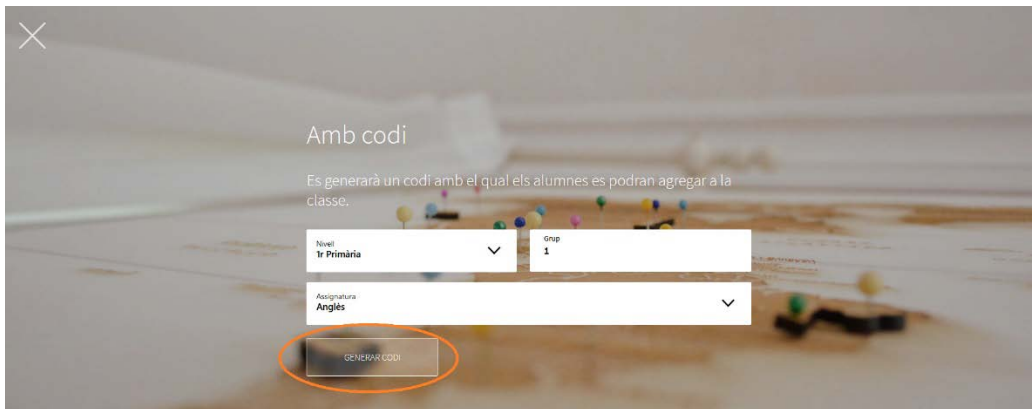 Amb codi
Es generarà un codi amb el qual els alumnes es podran agregar a la
classe.
Nivell
1r Primària
Grup
1
Assignatura
Anglès
GENERAR CODI